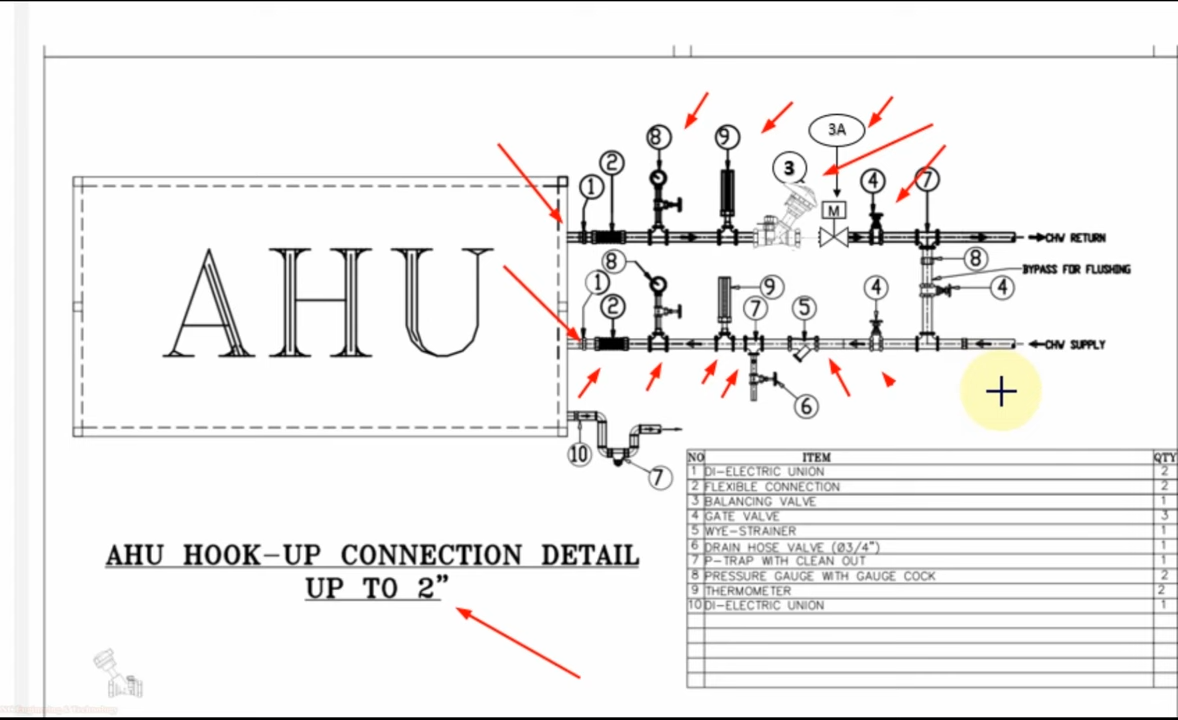 8 9 3A
3
2 4 7
1
M
CHW RETURN
8 8
BYPASS FOR FLUSHING
1 9 4
2 7 5 4
AHU
CHW SUPPLY
6
10
7
NO ITEM QTY
1 DI-ELECTRIC UNION 2
2 FLEXIBLE CONNECTION 2
3 BALANCING VALVE 1
4 GATE VALVE 3
5 WYE-STRAINER 1
6 DRAIN HOSE VALVE (Ø3/4") 1
7 P-TRAP WITH CLEAN OUT 1
8 PRESSURE GAUGE WITH GAUGE COCK 2
9 THERMOMETER 2
10 DI-ELECTRIC UNION 1
AHU HOOK-UP CONNECTION DETAIL
UP TO 2"